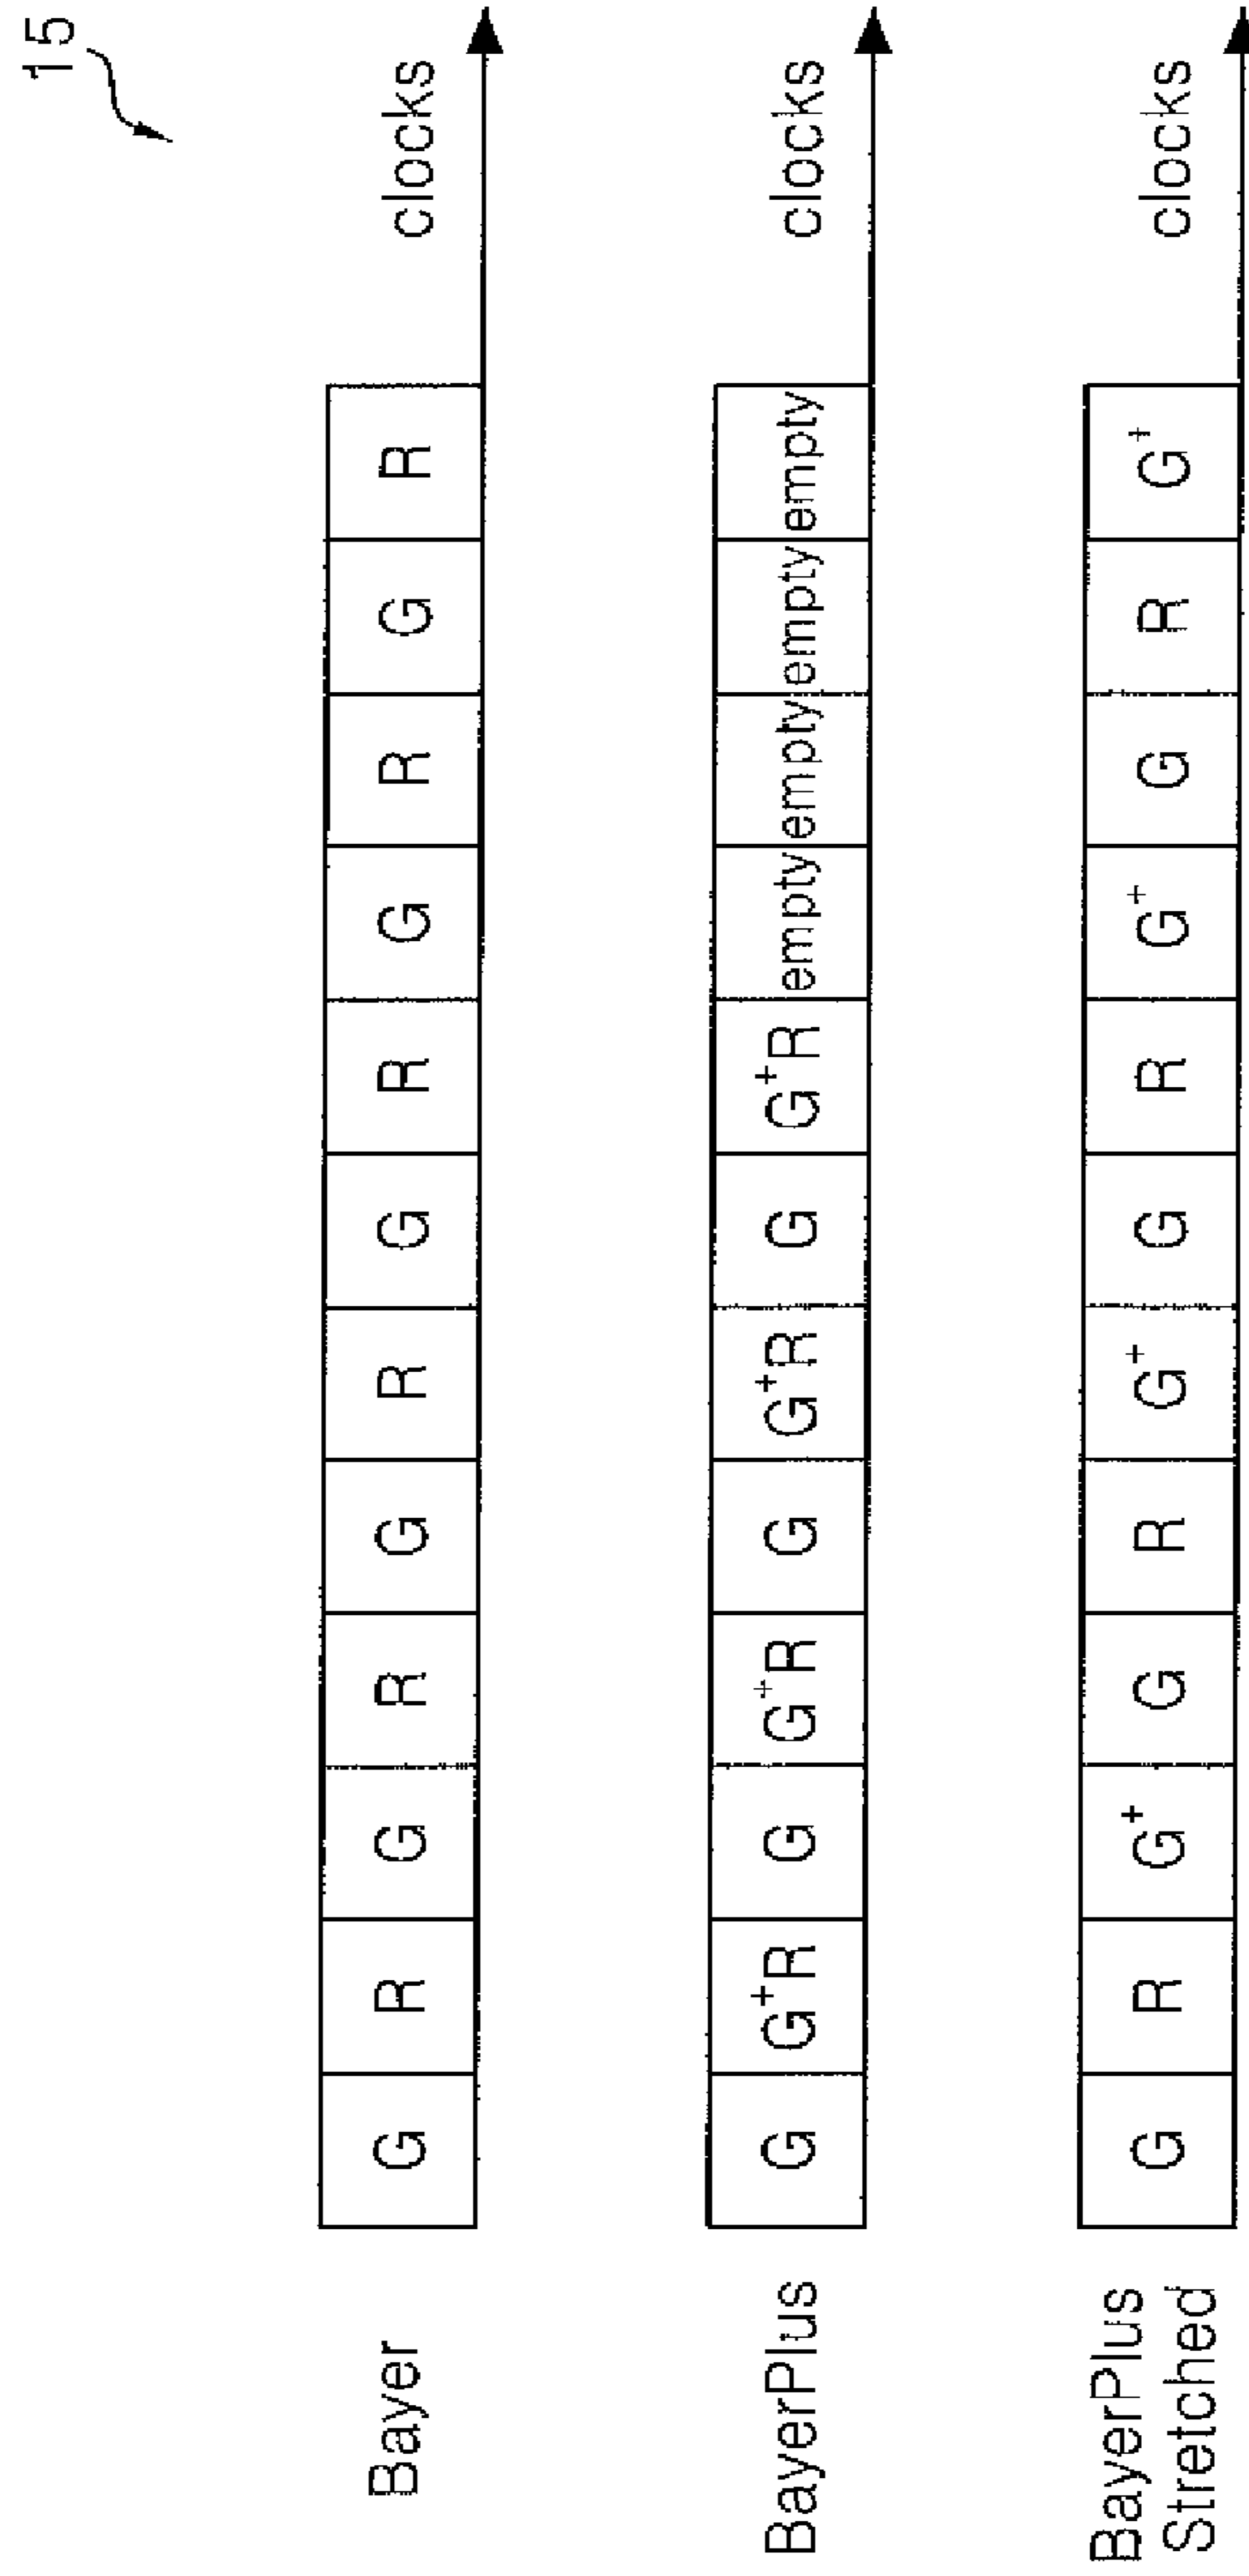 15
Bayer
G R G R G R G R G R G R
clocks
BayerPlus
G G⁺R G G⁺R G G⁺R G G⁺R empty empty empty empty
clocks
BayerPlus
Stretched
G R G⁺ G R G⁺ G R G⁺ G R G⁺
clocks